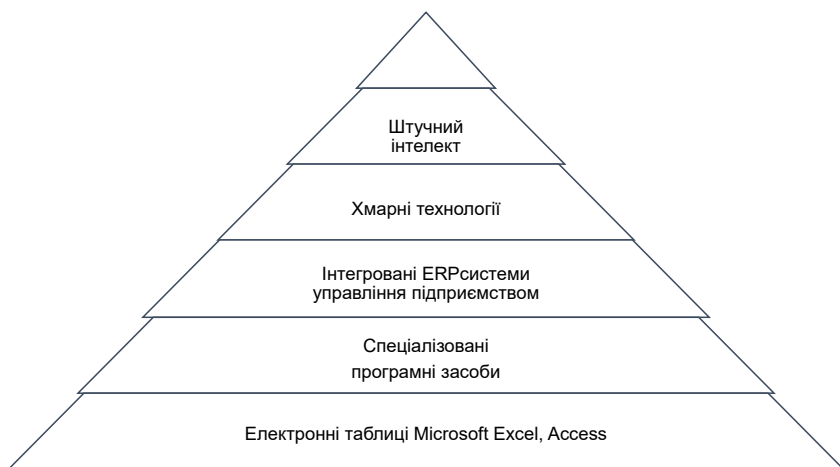 Штучний
інтелект
Хмарні технології
Інтегровані ERPсистеми
управління підприємством
Спеціалізовані
програмні засоби
Електронні таблиці Microsoft Excel, Access